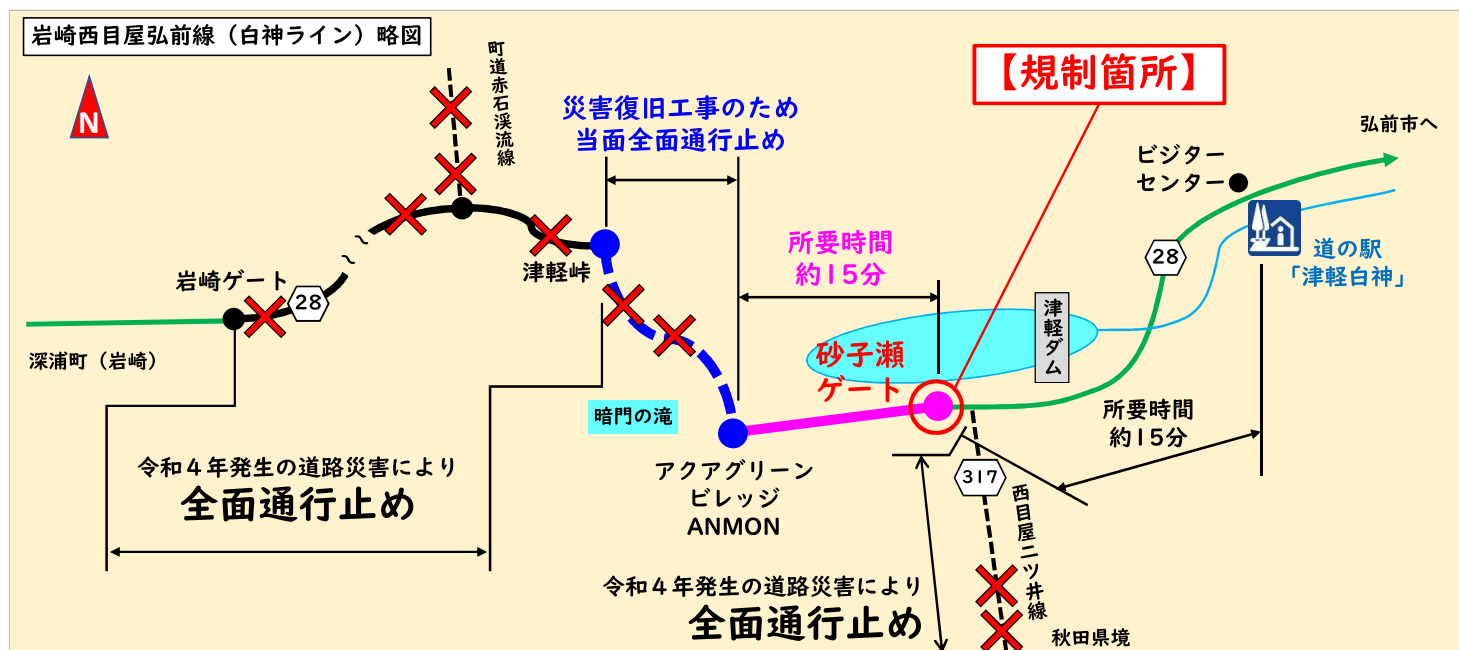 岩崎西目屋弘前線（白神ライン）略図
N
町道赤石渓流線
災害復旧工事のため
当面全面通行止め
【規制箇所】
弘前市へ
ビジター
センター
道の駅
「津軽白神」
28
所要時間
約15分
津軽峠
岩崎ゲート
28
深浦町（岩崎）
津軽ダム
砂子瀬
ゲート
暗門の滝
所要時間
約15分
アクアグリーン
ビレッジ
ANMON
令和４年発生の道路災害により
全面通行止め
317
西目屋二ツ井線
令和４年発生の道路災害により
全面通行止め
秋田県境